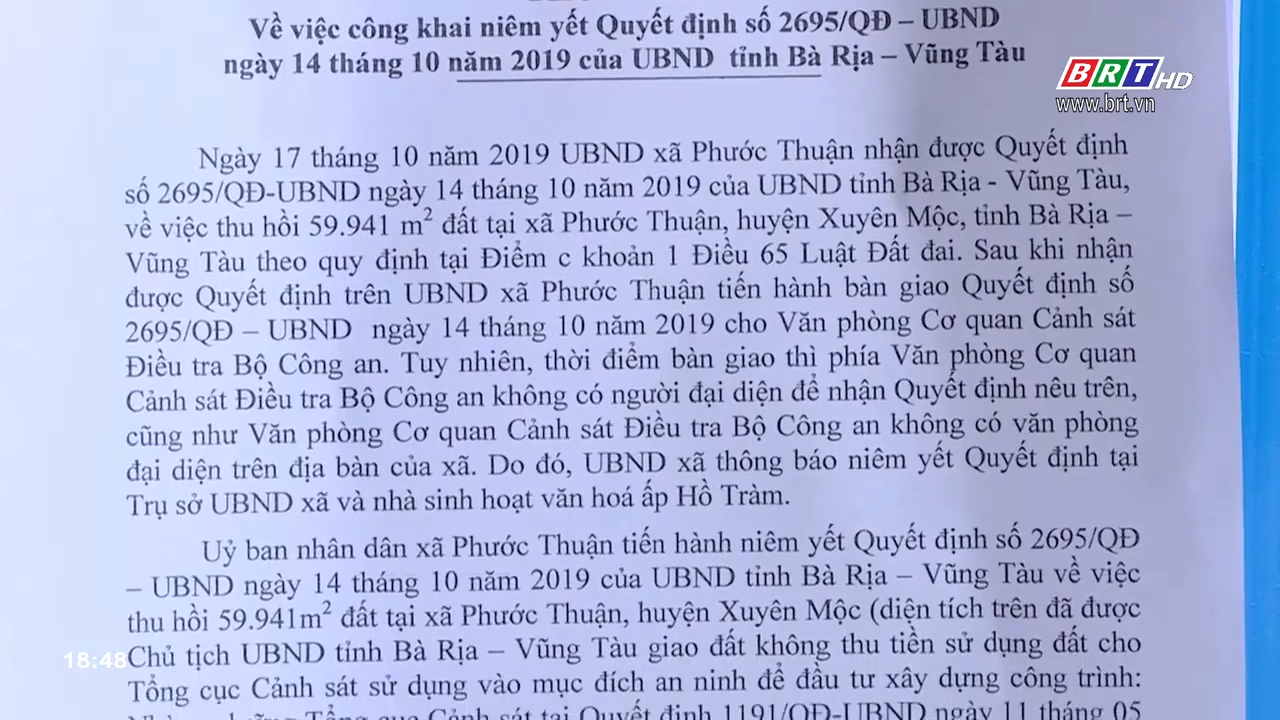 Về việc công khai niêm yết Quyết định số 2695/QĐ – UBND
ngày 14 tháng 10 năm 2019 của UBND tỉnh Bà Rịa – Vũng Tàu
BRT HD
www.brt.vn
Ngày 17 tháng 10 năm 2019 UBND xã Phước Thuận nhận được Quyết định
số 2695/QĐ-UBND ngày 14 tháng 10 năm 2019 của UBND tỉnh Bà Rịa - Vũng Tàu,
về việc thu hồi 59.941 m² đất tại xã Phước Thuận, huyện Xuyên Mộc, tỉnh Bà Rịa –
Vũng Tàu theo quy định tại Điểm c khoản 1 Điều 65 Luật Đất đai. Sau khi nhận
được Quyết định trên UBND xã Phước Thuận tiến hành bàn giao Quyết định số
2695/QĐ – UBND ngày 14 tháng 10 năm 2019 cho Văn phòng Cơ quan Cảnh sát
Điều tra Bộ Công an. Tuy nhiên, thời điểm bàn giao thì phía Văn phòng Cơ quan
Cảnh sát Điều tra Bộ Công an không có người đại diện để nhận Quyết định nêu trên,
cũng như Văn phòng Cơ quan Cảnh sát Điều tra Bộ Công an không có văn phòng
đại diện trên địa bàn của xã. Do đó, UBND xã thông báo niêm yết Quyết định tại
Trụ sở UBND xã và nhà sinh hoạt văn hoá ấp Hồ Tràm.
Uỷ ban nhân dân xã Phước Thuận tiến hành niêm yết Quyết định số 2695/QĐ
– UBND ngày 14 tháng 10 năm 2019 của UBND tỉnh Bà Rịa – Vũng Tàu về việc
thu hồi 59.941m² đất tại xã Phước Thuận, huyện Xuyên Mộc (diện tích trên đã được
18:48
Chủ tịch UBND tỉnh Bà Rịa – Vũng Tàu giao đất không thu tiền sử dụng đất cho
Tổng cục Cảnh sát sử dụng vào mục đích an ninh để đầu tư xây dựng công trình:
Tổng cục Cảnh sát tại Quyết định 1191/QĐ-UBND ngày 11 tháng 05